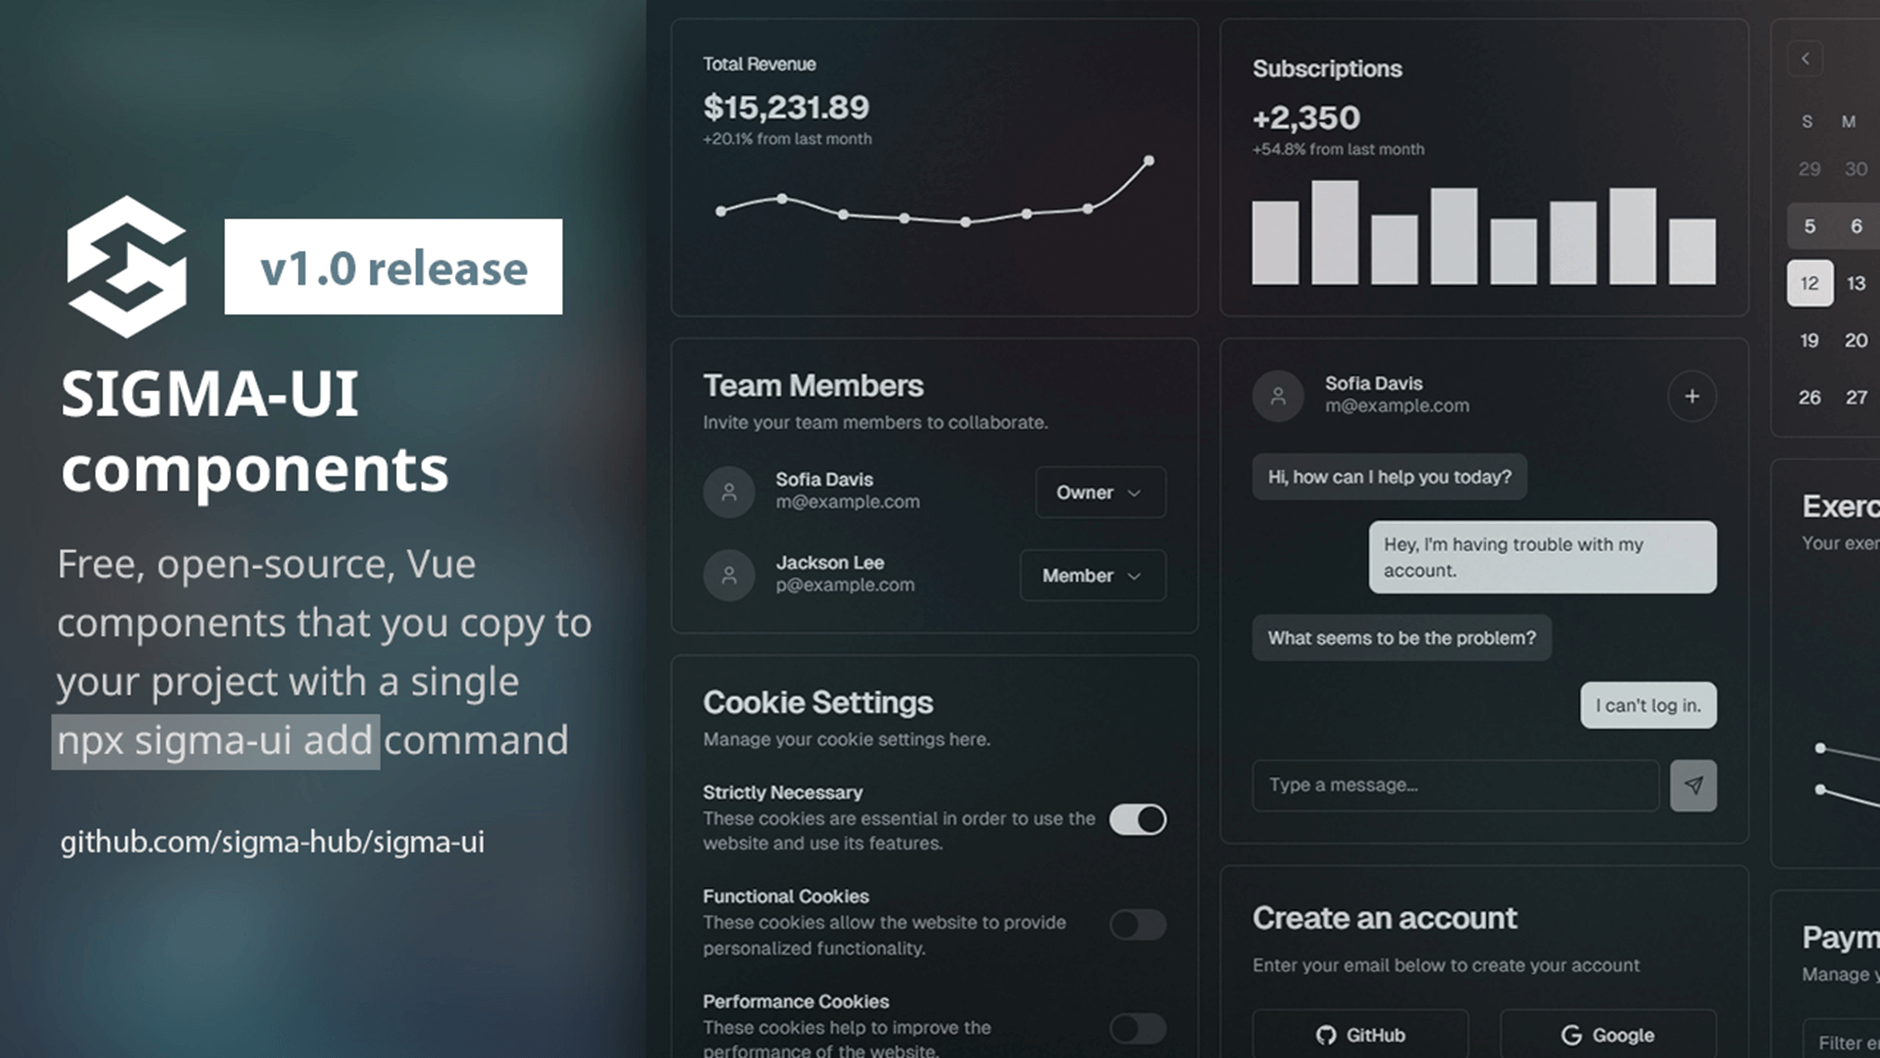 v1.0 release
SIGMA-UI
components
Free, open-source, Vue
components that you copy to
your project with a single
npx sigma-ui add command
github.com/sigma-hub/sigma-ui
Total Revenue
$15,231.89
+20.1% from last month
Team Members
Invite your team members to collaborate.
Sofia Davis
m@example.com
Owner
Jackson Lee
p@example.com
Member
Cookie Settings
Manage your cookie settings here.
Strictly Necessary
These cookies are essential in order to use the
website and use its features.
Functional Cookies
These cookies allow the website to provide
personalized functionality.
Performance Cookies
These cookies help to improve the
performance of the website.
Subscriptions
+2,350
+54.8% from last month
Sofia Davis
m@example.com
Hi, how can I help you today?
Hey, I'm having trouble with my
account.
What seems to be the problem?
I can't log in.
Type a message...
Create an account
Enter your email below to create your account
GitHub
Google
S M
29 30
5 6
12 13
19 20
26 27
Your
Manage
Filter